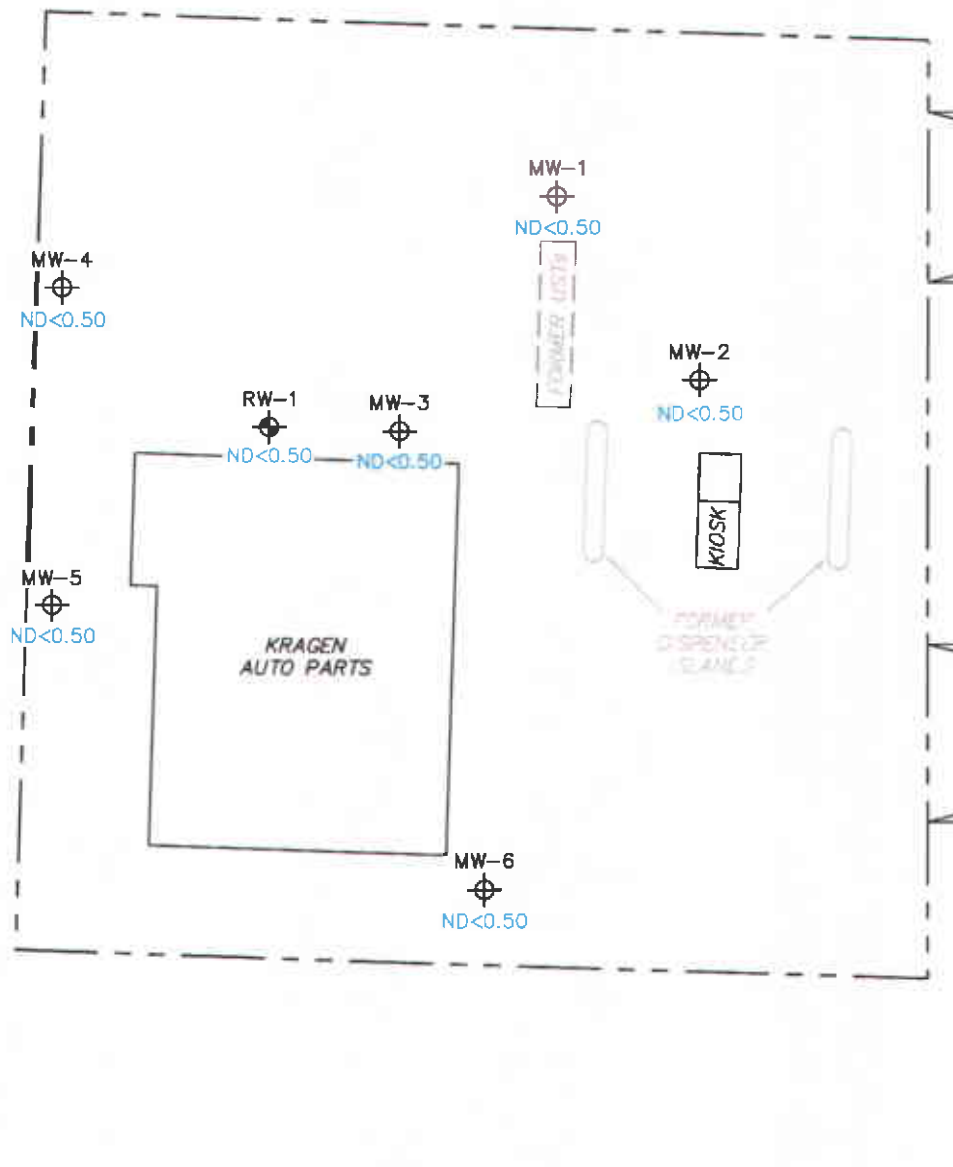 MW-1
ND<0.50
MW-4
ND<0.50
FORMER USTs
MW-2
ND<0.50
RW-1
ND<0.50
MW-3
ND<0.50
KIOSK
MW-5
ND<0.50
FORMER
DISPENSER
ISLANDS
KRAGEN
AUTO PARTS
MW-6
ND<0.50